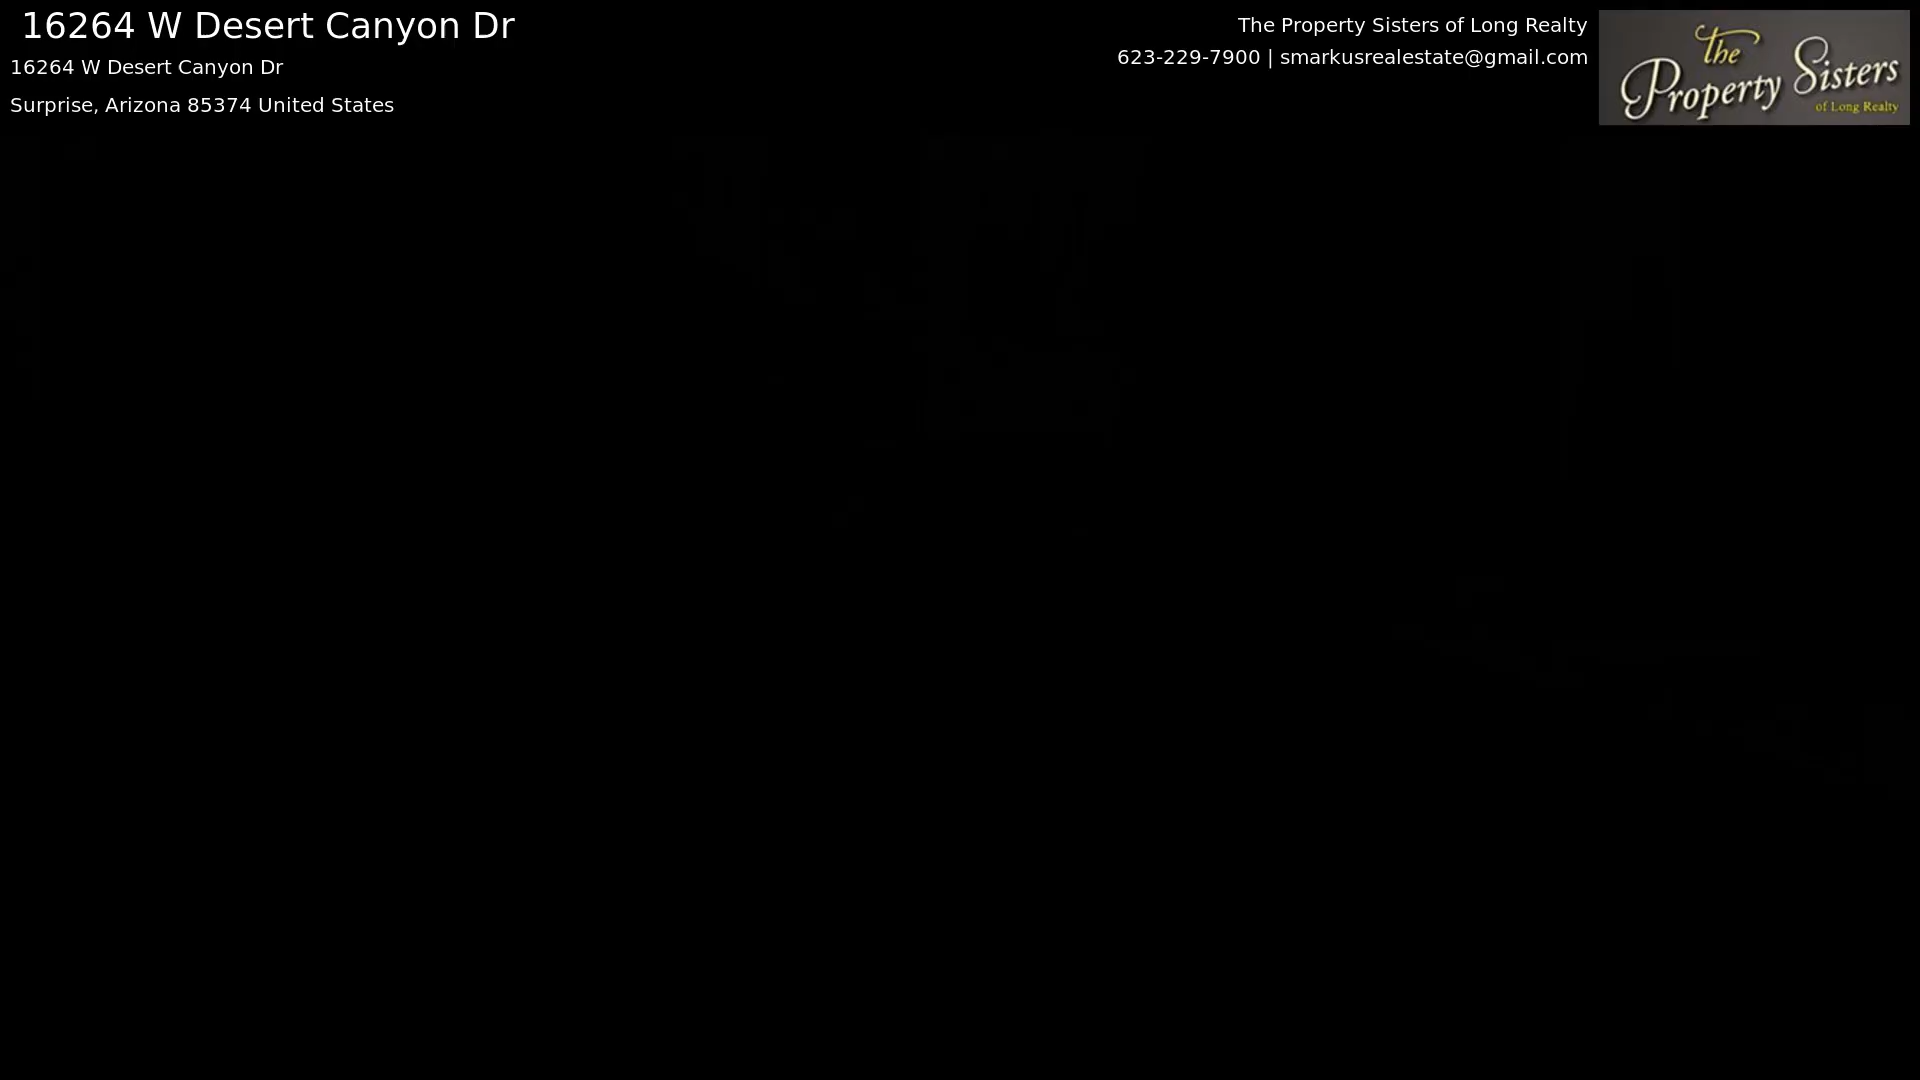 16264 W Desert Canyon Dr
16264 W Desert Canyon Dr
Surprise, Arizona 85374 United States
The Property Sisters of Long Realty
623-229-7900 | smarkusrealestate@gmail.com
the
Property Sisters
of Long Realty